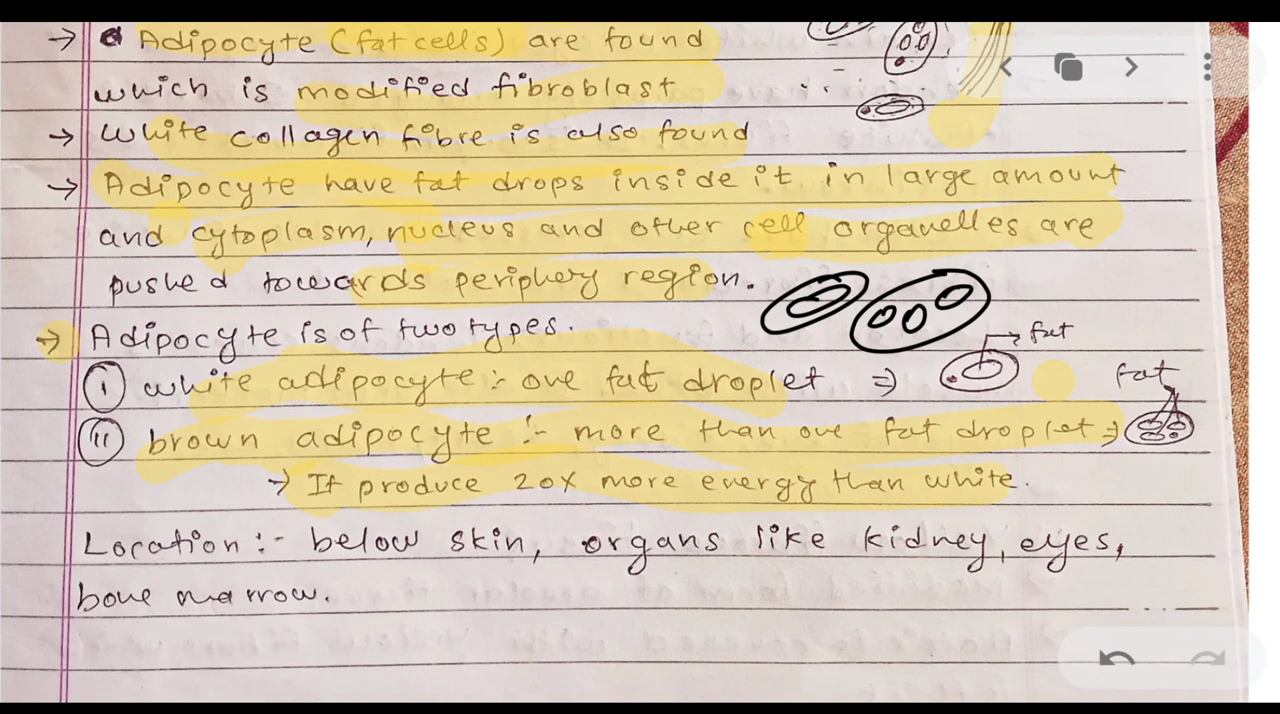 → Adipocyte (fat cells) are found
which is modified fibroblast
→ White collagen fibre is also found
→ Adipocyte have fat drops inside it in large amount
and cytoplasm, nucleus and other cell organelles are
pushed towards periphery region.
→ Adipocyte is of two types.
→ fat
(i) white adipocyte :- one fat droplet ⇒
fat
(ii) brown adipocyte :- more than one fat droplet ⇒
→ It produce 20x more energy than white.
Location :- below skin, organs like kidney, eyes,
bone marrow.